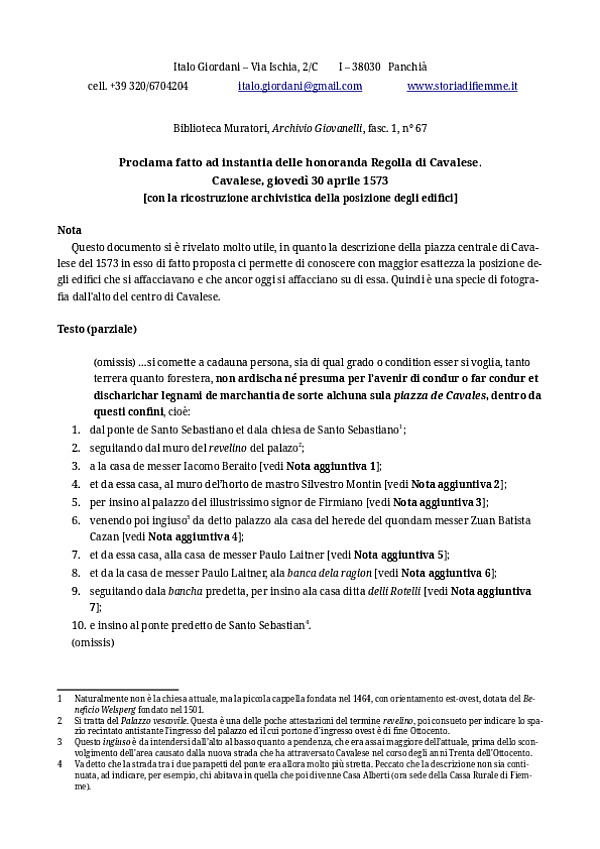 Italo Giordani – Via Ischia, 2/C I – 38030 Panchià
cell. +39 320/6704204 italo.giordani@gmail.com www.storiadifiemme.it
Biblioteca Muratori, Archivio Giovanelli, fasc. 1, n° 67
Proclama fatto ad instantia delle honoranda Regolla di Cavalese.
Cavalese, giovedì 30 aprile 1573
[con la ricostruzione archivistica della posizione degli edifici]
Nota
Questo documento si è rivelato molto utile, in quanto la descrizione della piazza centrale di Cava-
lese del 1573 in esso di fatto proposta ci permette di conoscere con maggior esattezza la posizione de-
gli edifici che si affacciavano e che ancor oggi si affacciano su di essa. Quindi è una specie di fotogra-
fia dall'alto del centro di Cavalese.
Testo (parziale)
(omissis) …si comette a cadauna persona, sia di qual grado o condition esser si voglia, tanto
terrera quanto forestera, non ardischa né presuma per l'avenir di condur o far condur et
discharichar legnami de marchantia de sorte alchuna sula piazza de Cavales, dentro da
questi confini, cioè:
1. dal ponte de Santo Sebastiano et dala chiesa de Santo Sebastiano1;
2. seguitando dal muro del revelino del palazo2;
3. a la casa de messer Iacomo Beraito [vedi Nota aggiuntiva 1];
4. et da essa casa, al muro del'horto de mastro Silvestro Montin [vedi Nota aggiuntiva 2];
5. per insino al palazzo del illustrissimo signor de Firmiano [vedi Nota aggiuntiva 3];
6. venendo poi ingiuso3 da detto palazzo ala casa del herede del quondam messer Zuan Batista
Cazan [vedi Nota aggiuntiva 4];
7. et da essa casa, alla casa de messer Paulo Laitner [vedi Nota aggiuntiva 5];
8. et da la casa de messer Paulo Laitner, ala banca dela ragion [vedi Nota aggiuntiva 6];
9. seguitando dala bancha predetta, per insino ala casa ditta delli Rotelli [vedi Nota aggiuntiva
7];
10. e insino al ponte predetto de Santo Sebastian4.
(omissis)
1 Naturalmente non è la chiesa attuale, ma la piccola cappella fondata nel 1464, con orientamento est-ovest, dotata del Be-
neficio Welsperg fondato nel 1501.
2 Si tratta del Palazzo vescovile. Questa è una delle poche attestazioni del termine revelino, poi consueto per indicare lo spa-
zio recintato antistante l'ingresso del palazzo ed il cui portone d'ingresso ovest è di fine Ottocento.
3 Questo ingiuso è da intendersi dall'alto al basso quanto a pendenza, che era assai maggiore dell'attuale, prima dello scon-
volgimento dell'area causato dalla nuova strada che ha attraversato Cavalese nel corso degli anni Trenta dell'Ottocento.
4 Va detto che la strada tra i due parapetti del ponte era allora molto più stretta. Peccato che la descrizione non sia conti-
nuata, ad indicare, per esempio, chi abitava in quella che poi divenne Casa Alberti (ora sede della Cassa Rurale di Fiem-
me).